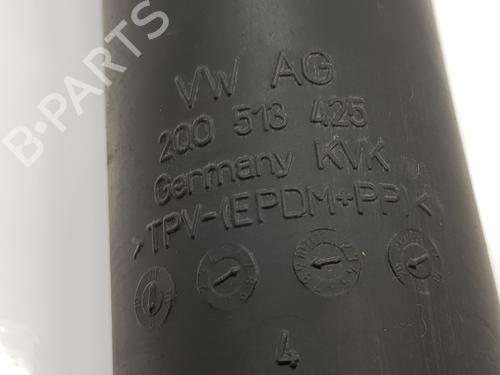 B-PARTS
VW AG
2Q0 513 425
Germany KVK
>TPV-(EPDM+PP)<
4